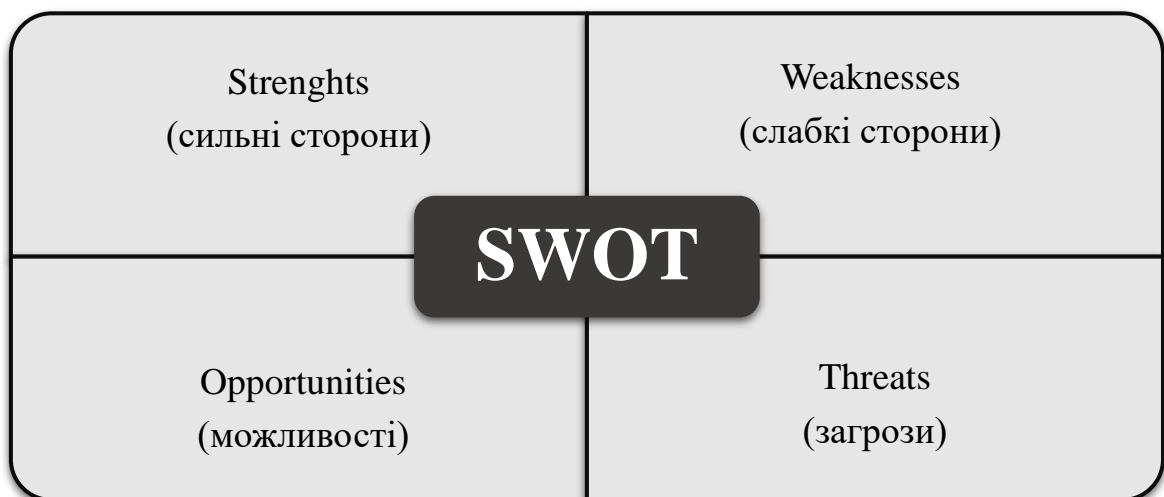 Strenghts
(сильні сторони)
Weaknesses
(слабкі сторони)
SWOT
Opportunities
(можливості)
Threats
(загрози)